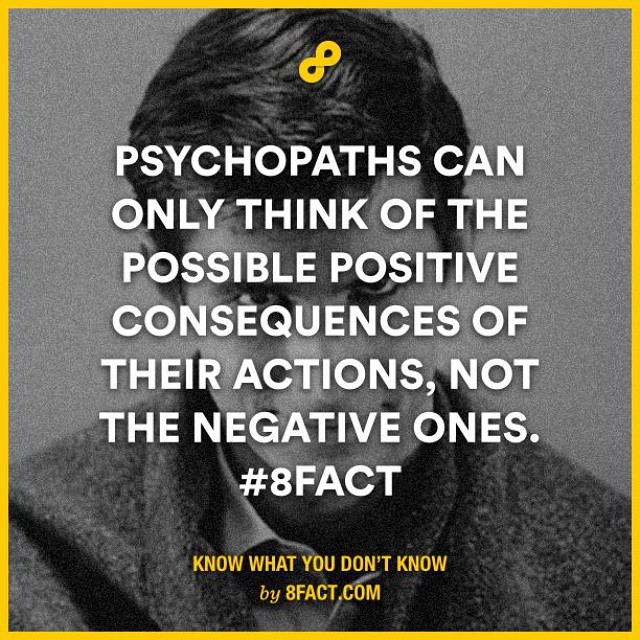 PSYCHOPATHS CAN
ONLY THINK OF THE
POSSIBLE POSITIVE
CONSEQUENCES OF
THEIR ACTIONS, NOT
THE NEGATIVE ONES.
#8FACT
KNOW WHAT YOU DON'T KNOW
by 8FACT.COM